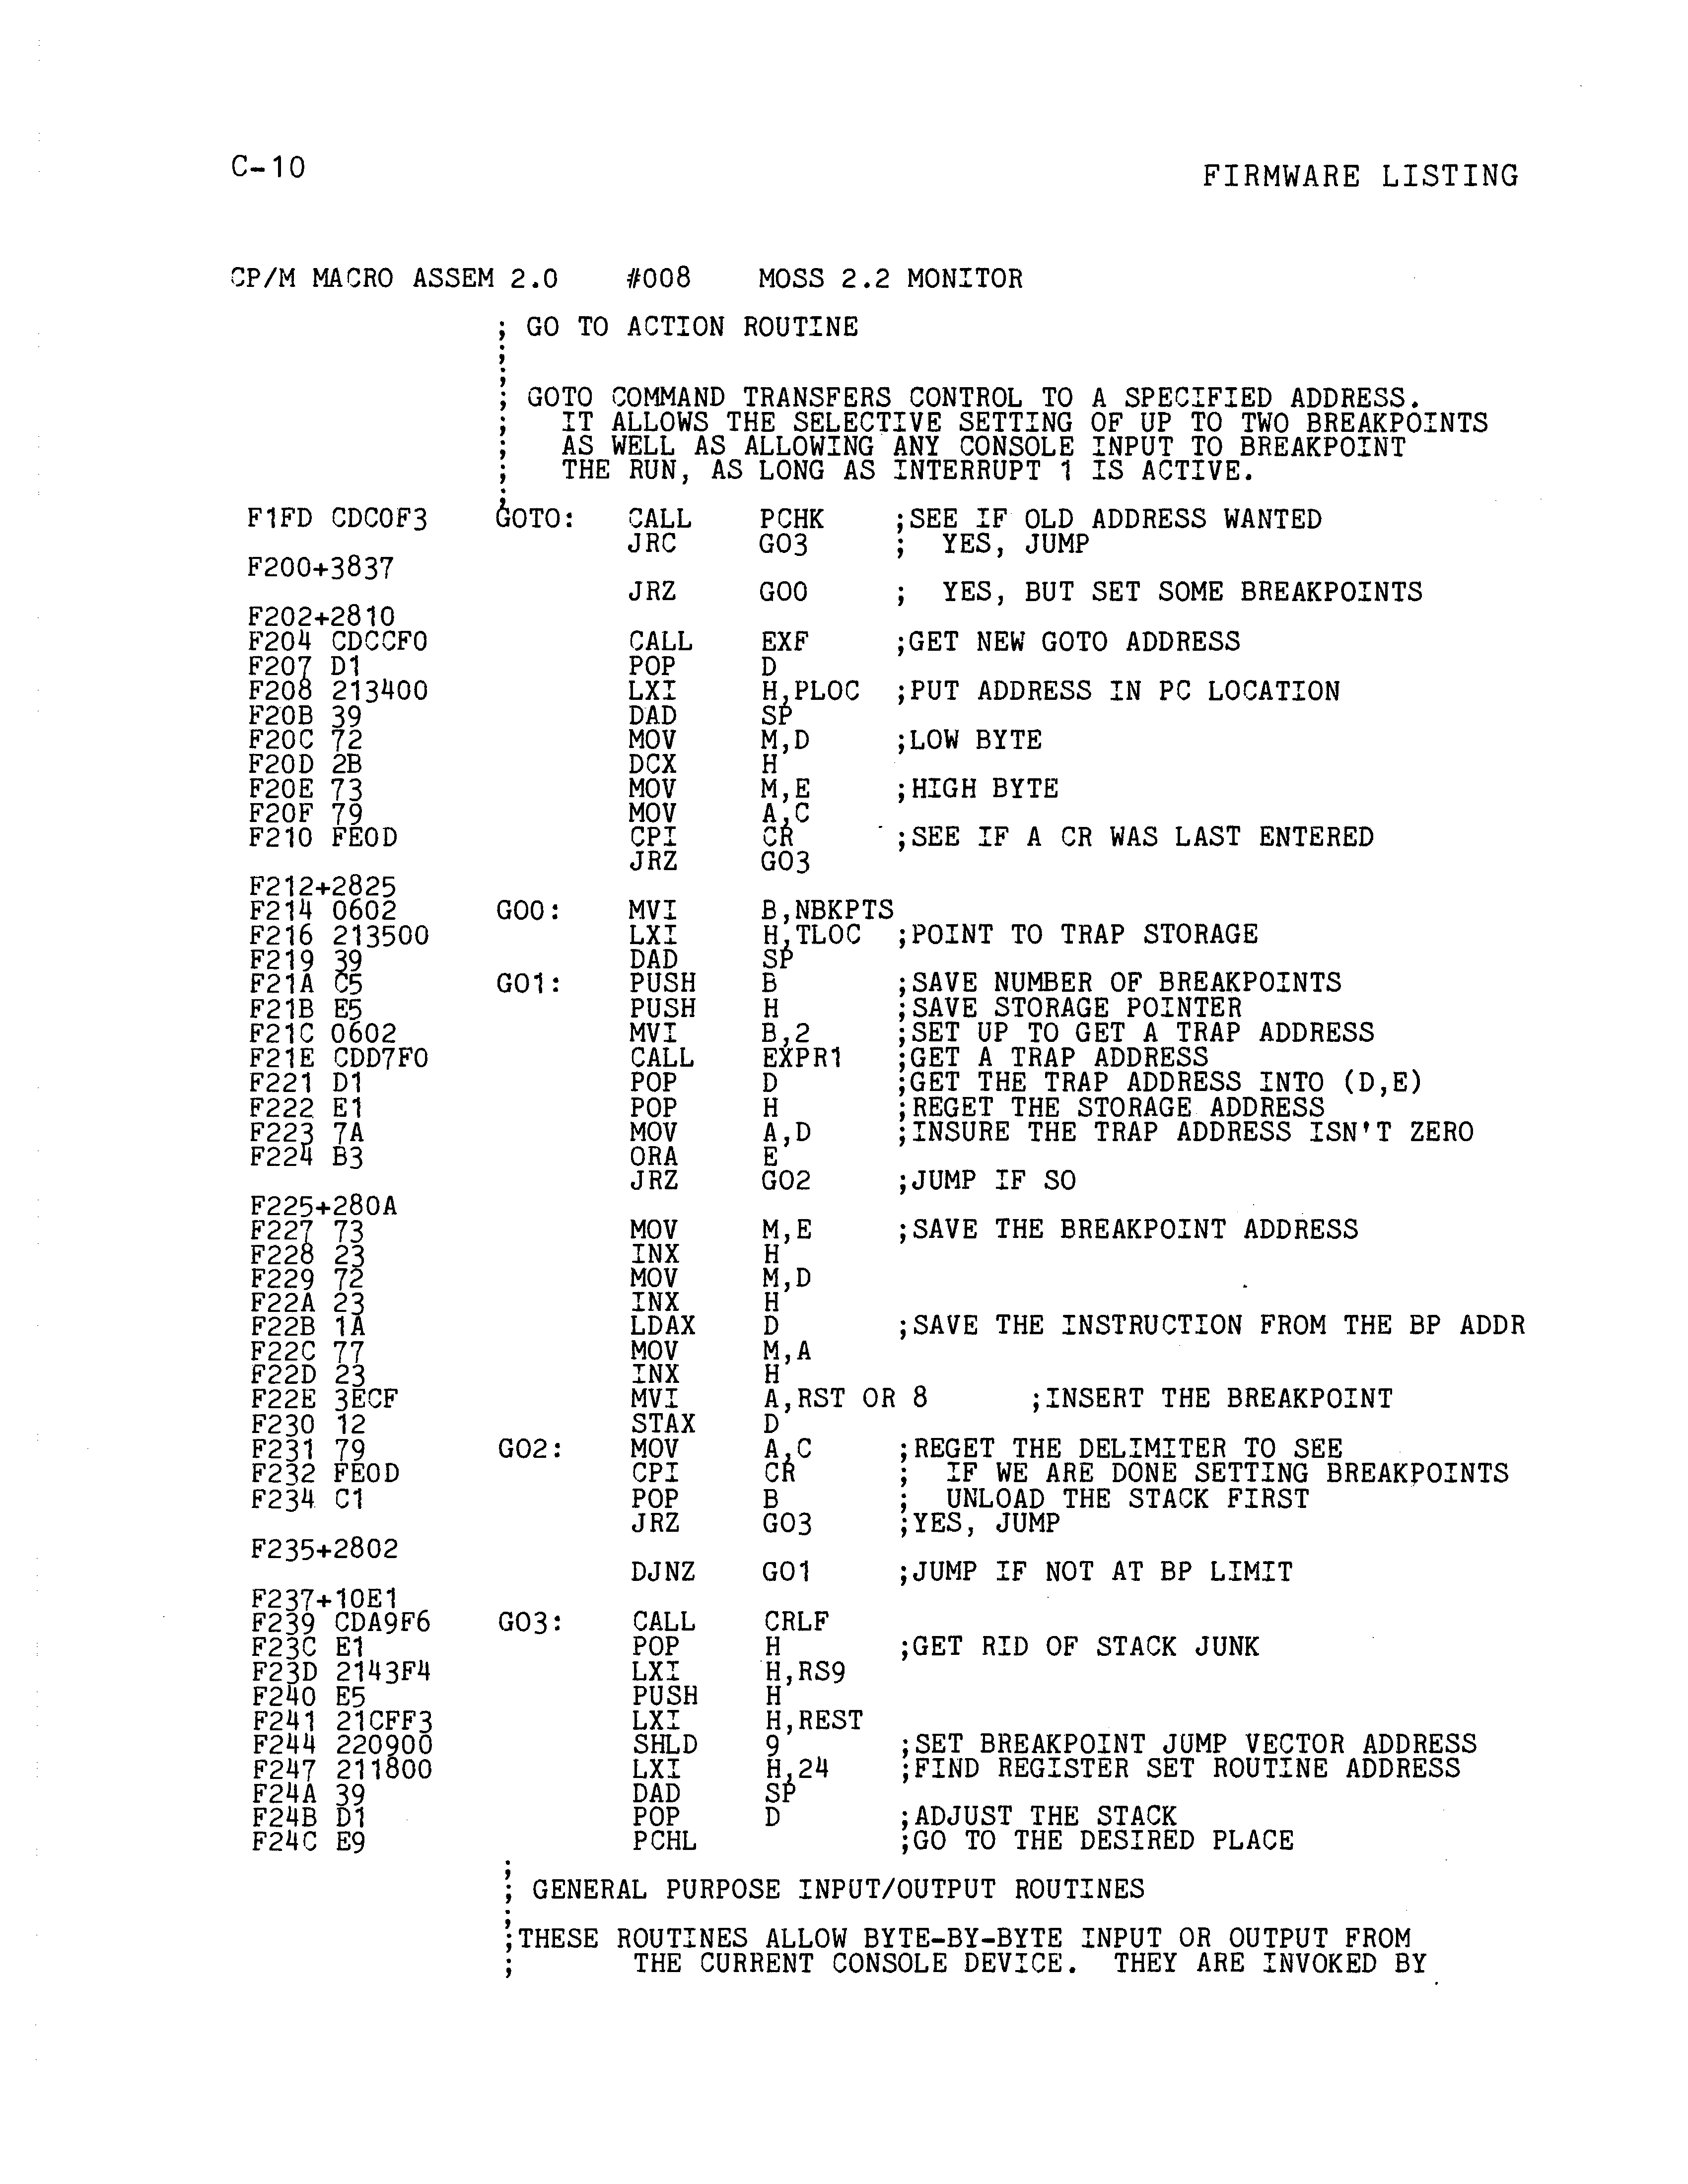 C-10
FIRMWARE LISTING
CP/M MACRO ASSEM 2.0    #008    MOSS 2.2 MONITOR
; GO TO ACTION ROUTINE
;
;
; GOTO COMMAND TRANSFERS CONTROL TO A SPECIFIED ADDRESS.
;   IT ALLOWS THE SELECTIVE SETTING OF UP TO TWO BREAKPOINTS
;   AS WELL AS ALLOWING ANY CONSOLE INPUT TO BREAKPOINT
;   THE RUN, AS LONG AS INTERRUPT 1 IS ACTIVE.
;
F1FD CDC0F3    GOTO:   CALL    PCHK    ;SEE IF OLD ADDRESS WANTED
JRC     GO3     ;  YES, JUMP
F200+3837
JRZ     GO0     ;  YES, BUT SET SOME BREAKPOINTS
F202+2810
F204 CDCCF0            CALL    EXF     ;GET NEW GOTO ADDRESS
F207 D1                POP     D
F208 213400            LXI     H,PLOC  ;PUT ADDRESS IN PC LOCATION
F20B 39                DAD     SP
F20C 72                MOV     M,D     ;LOW BYTE
F20D 2B                DCX     H
F20E 73                MOV     M,E     ;HIGH BYTE
F20F 79                MOV     A,C
F210 FE0D              CPI     CR      ;SEE IF A CR WAS LAST ENTERED
JRZ     GO3
F212+2825
F214 0602      GO0:    MVI     B,NBKPTS
F216 213500            LXI     H,TLOC  ;POINT TO TRAP STORAGE
F219 39                DAD     SP
F21A C5        GO1:    PUSH    B       ;SAVE NUMBER OF BREAKPOINTS
F21B E5                PUSH    H       ;SAVE STORAGE POINTER
F21C 0602              MVI     B,2     ;SET UP TO GET A TRAP ADDRESS
F21E CDD7F0            CALL    EXPR1   ;GET A TRAP ADDRESS
F221 D1                POP     D       ;GET THE TRAP ADDRESS INTO (D,E)
F222 E1                POP     H       ;REGET THE STORAGE ADDRESS
F223 7A                MOV     A,D     ;INSURE THE TRAP ADDRESS ISN'T ZERO
F224 B3                ORA     E
JRZ     GO2     ;JUMP IF SO
F225+280A
F227 73                MOV     M,E     ;SAVE THE BREAKPOINT ADDRESS
F228 23                INX     H
F229 72                MOV     M,D
F22A 23                INX     H
F22B 1A                LDAX    D       ;SAVE THE INSTRUCTION FROM THE BP ADDR
F22C 77                MOV     M,A
F22D 23                INX     H
F22E 3ECF              MVI     A,RST OR 8      ;INSERT THE BREAKPOINT
F230 12                STAX    D
F231 79        GO2:    MOV     A,C     ;REGET THE DELIMITER TO SEE
F232 FE0D              CPI     CR      ;  IF WE ARE DONE SETTING BREAKPOINTS
F234 C1                POP     B       ;  UNLOAD THE STACK FIRST
JRZ     GO3     ;YES, JUMP
F235+2802
DJNZ    GO1     ;JUMP IF NOT AT BP LIMIT
F237+10E1
F239 CDA9F6    GO3:    CALL    CRLF
F23C E1                POP     H       ;GET RID OF STACK JUNK
F23D 2143F4            LXI     H,RS9
F240 E5                PUSH    H
F241 21CFF3            LXI     H,REST
F244 220900            SHLD    9       ;SET BREAKPOINT JUMP VECTOR ADDRESS
F247 211800            LXI     H,24    ;FIND REGISTER SET ROUTINE ADDRESS
F24A 39                DAD     SP
F24B D1                POP     D       ;ADJUST THE STACK
F24C E9                PCHL            ;GO TO THE DESIRED PLACE
;
; GENERAL PURPOSE INPUT/OUTPUT ROUTINES
;
;THESE ROUTINES ALLOW BYTE-BY-BYTE INPUT OR OUTPUT FROM
;       THE CURRENT CONSOLE DEVICE.  THEY ARE INVOKED BY